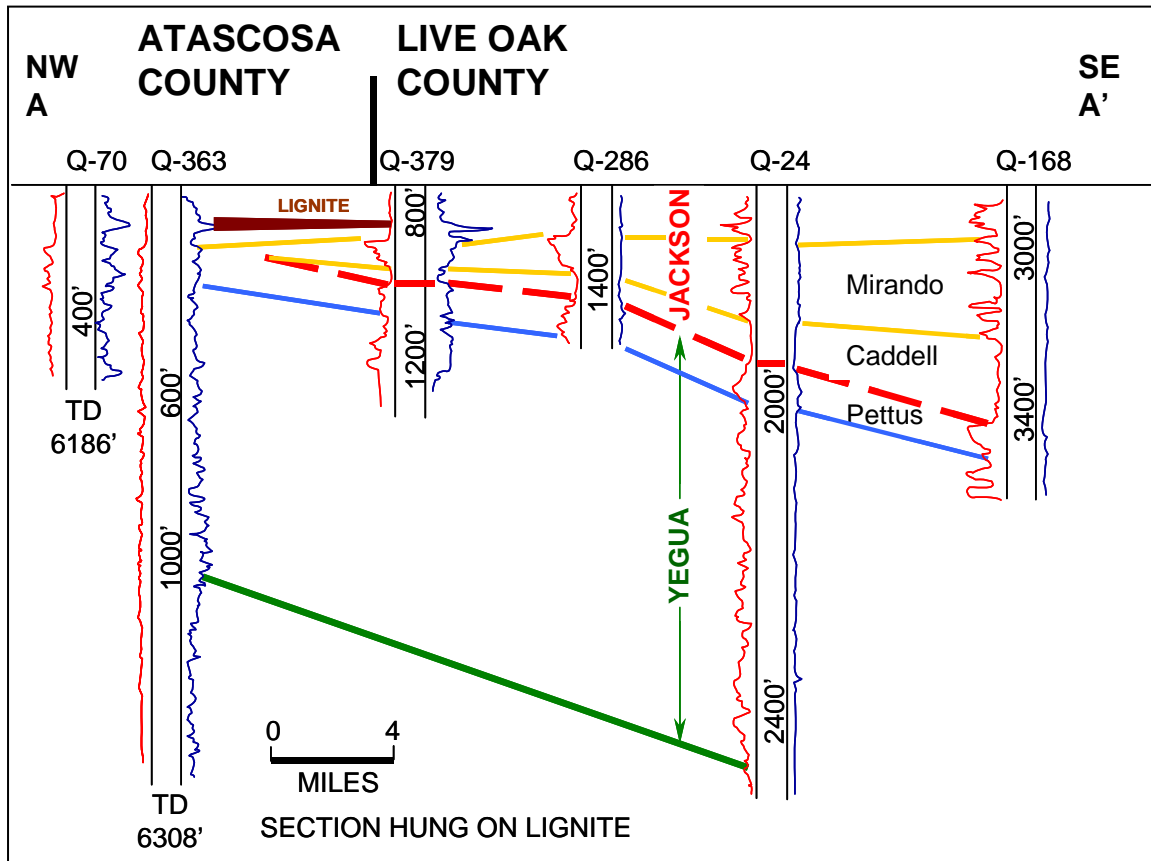 ATASCOSA
COUNTY
LIVE OAK
COUNTY
NW
A
SE
A’
Q-70
Q-363
Q-379
Q-286
Q-24
Q-168
LIGNITE
JACKSON
YEGUA
Mirando
Caddell
Pettus
400’
600’
1000’
800’
1200’
1400’
2000’
2400’
3000’
3400’
TD
6186’
TD
6308’
0
4
MILES
SECTION HUNG ON LIGNITE